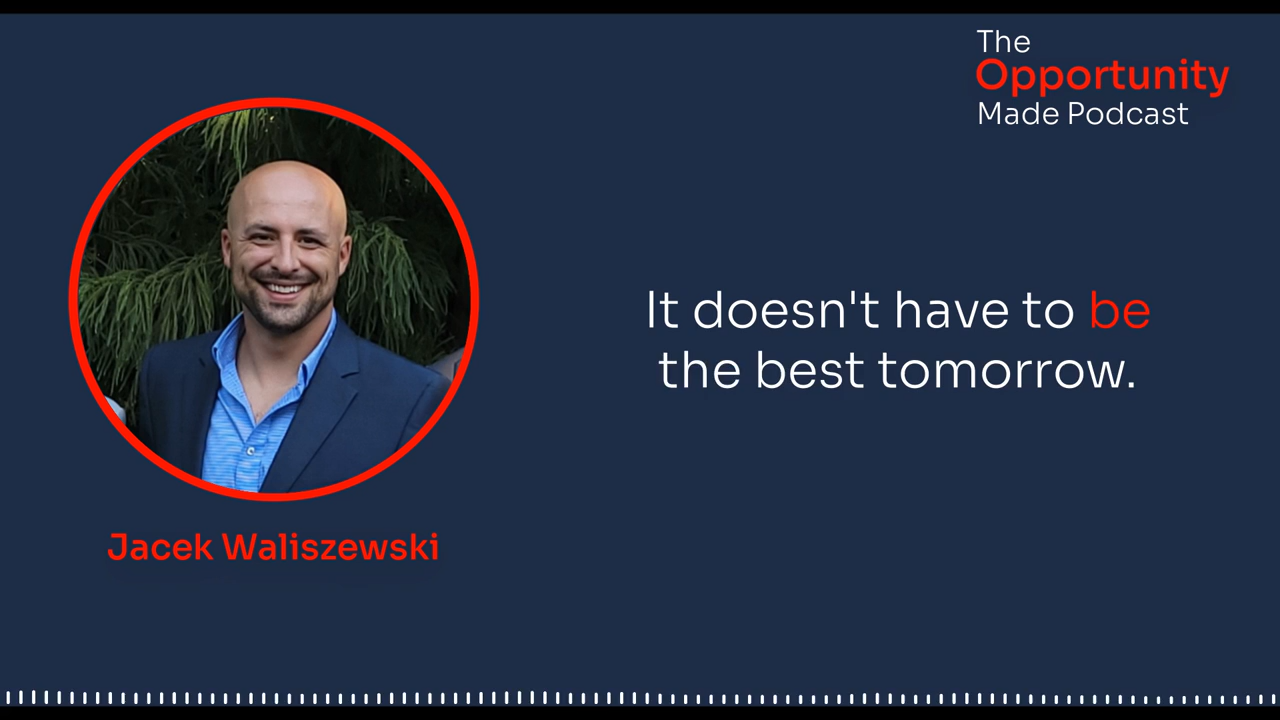 The
Opportunity
Made Podcast
It doesn't have to be
the best tomorrow.
Jacek Waliszewski